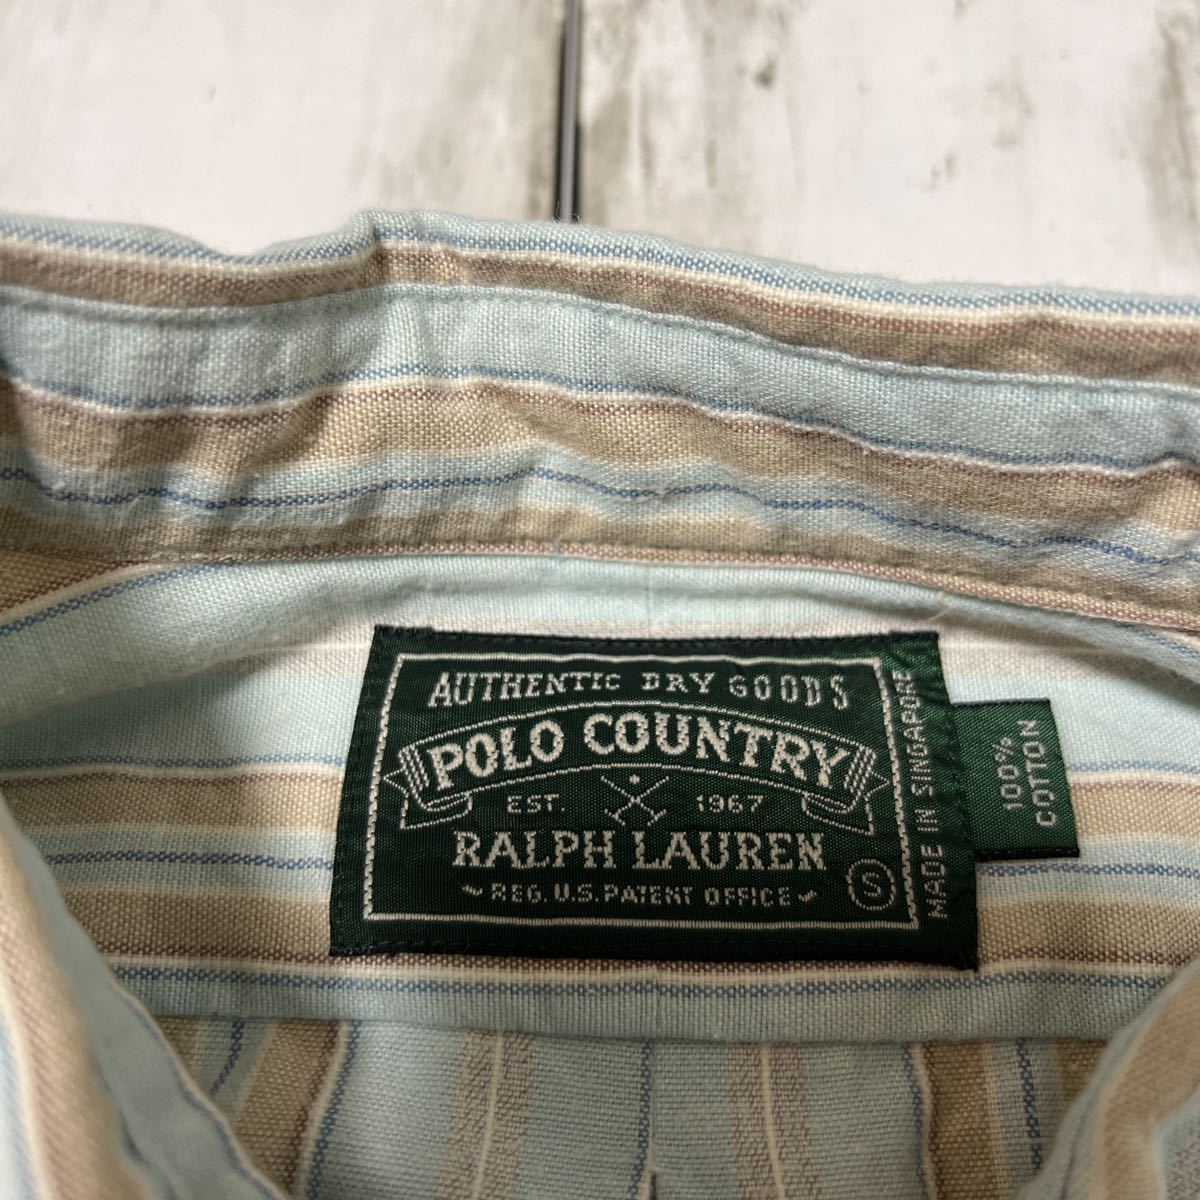 AUTHENTIC DRY GOODS
POLO COUNTRY
EST. 1967
RALPH LAUREN
REG. U.S. PATENT OFFICE
S
MADE IN SINGAPORE
100%
COTTON